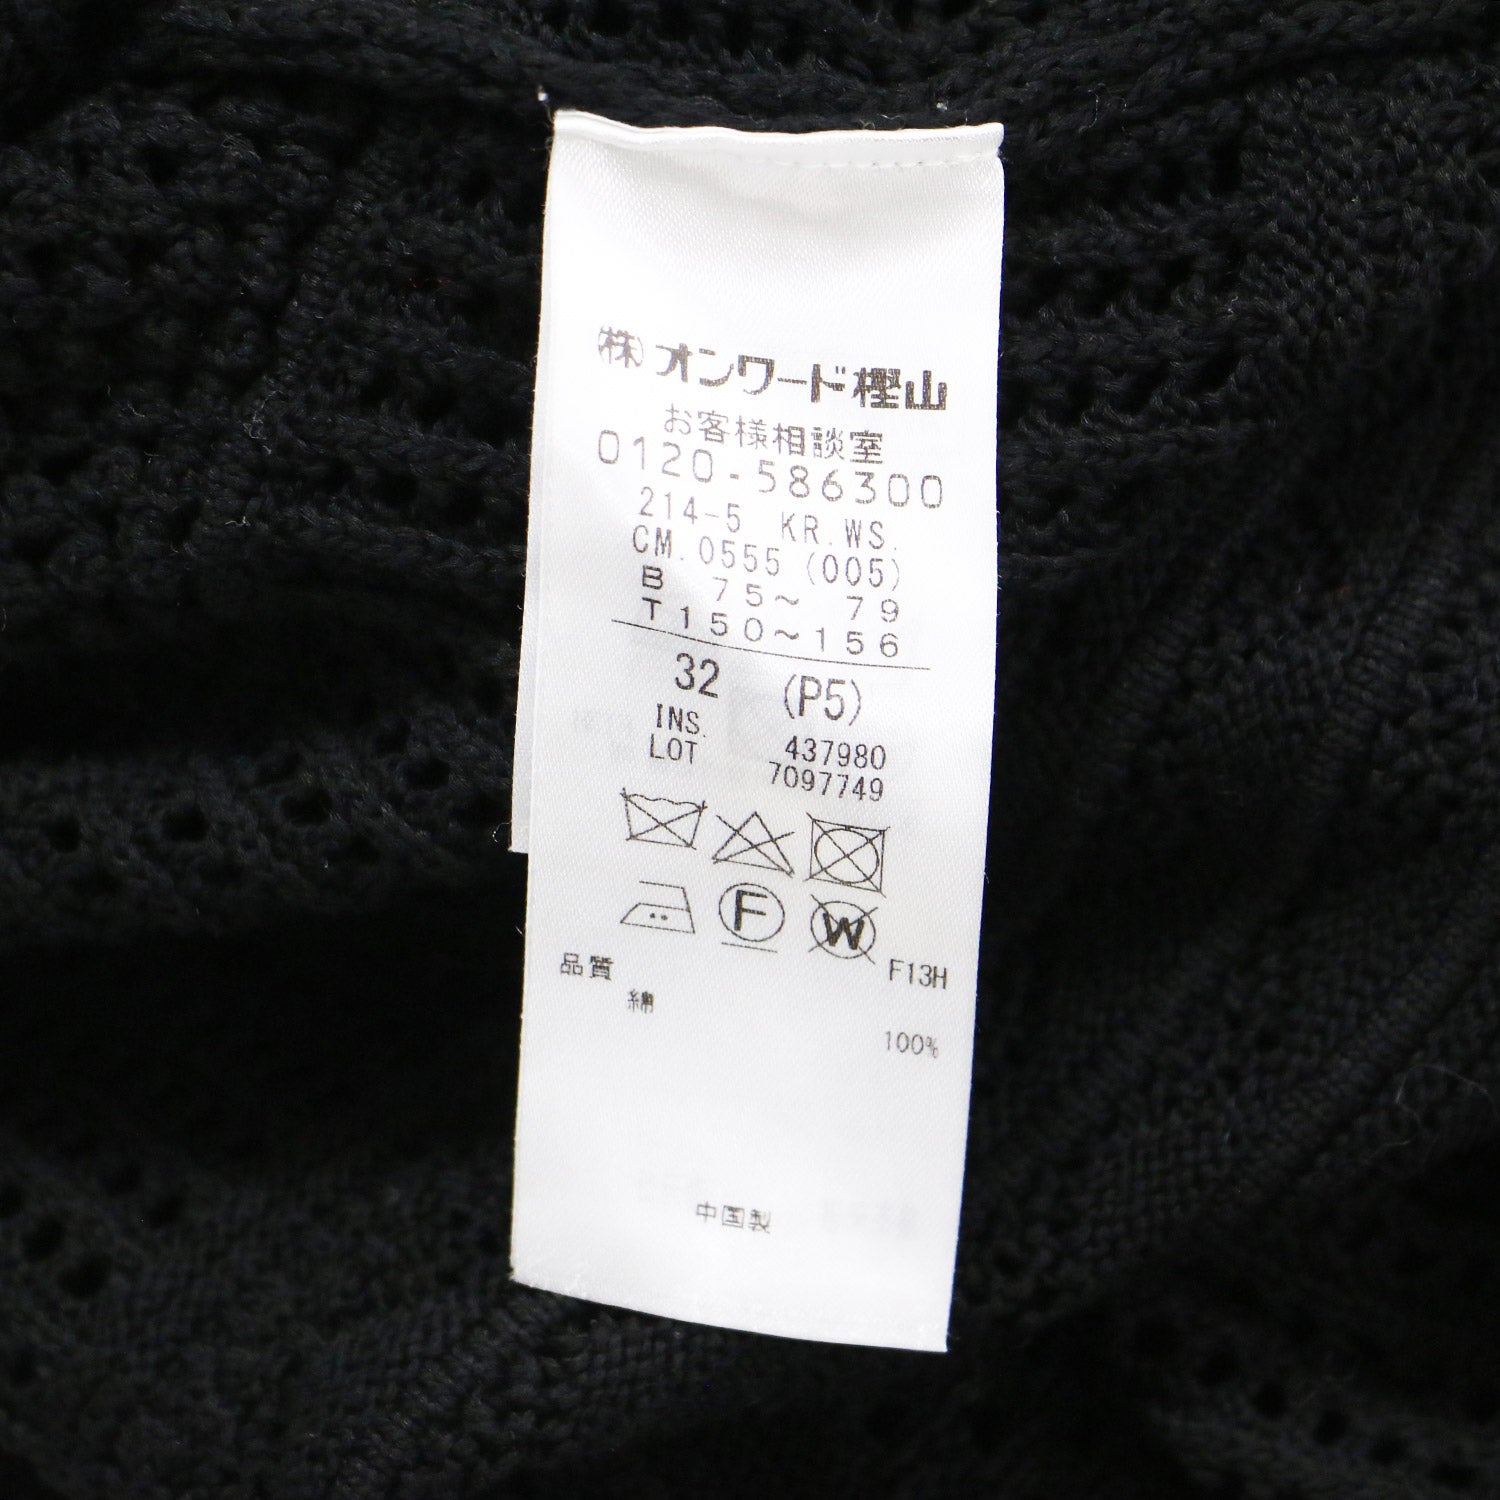 ㈱オンワード樫山
お客様相談室
0120-586300
214-5 KR.WS.
CM.0555 (005)
B 75～ 79
T150～156
32 (P5)
INS. 437980
LOT 7097749
F W F13H
品質
綿
100%
中国製